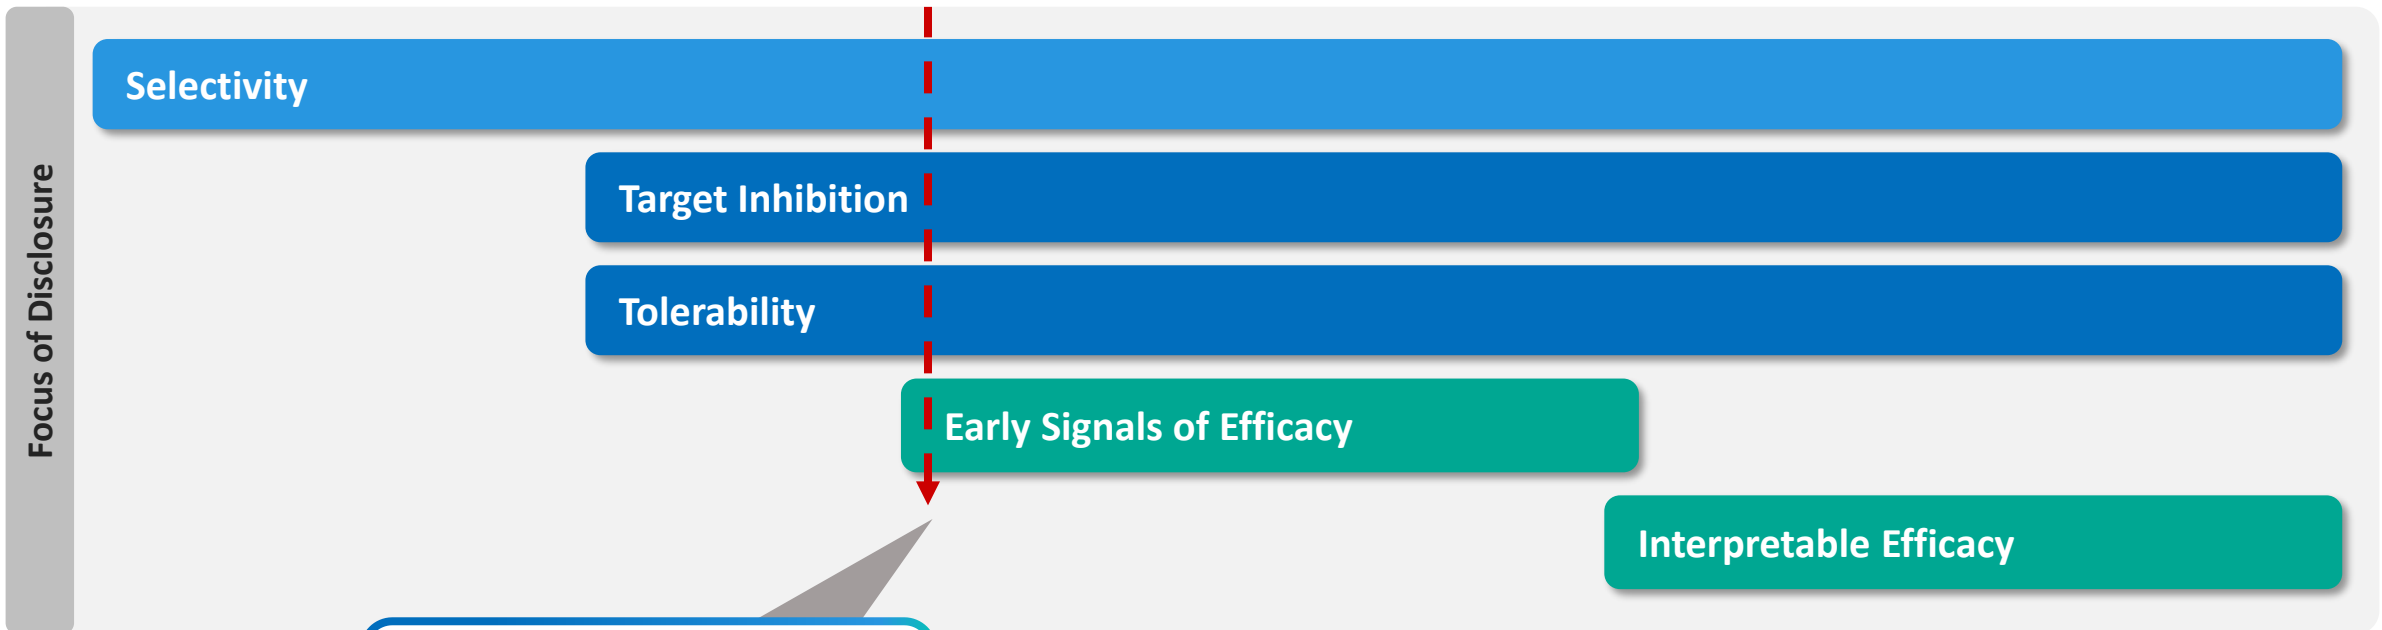 Focus of Disclosure
Selectivity
Target Inhibition
Tolerability
Early Signals of Efficacy
Interpretable Efficacy